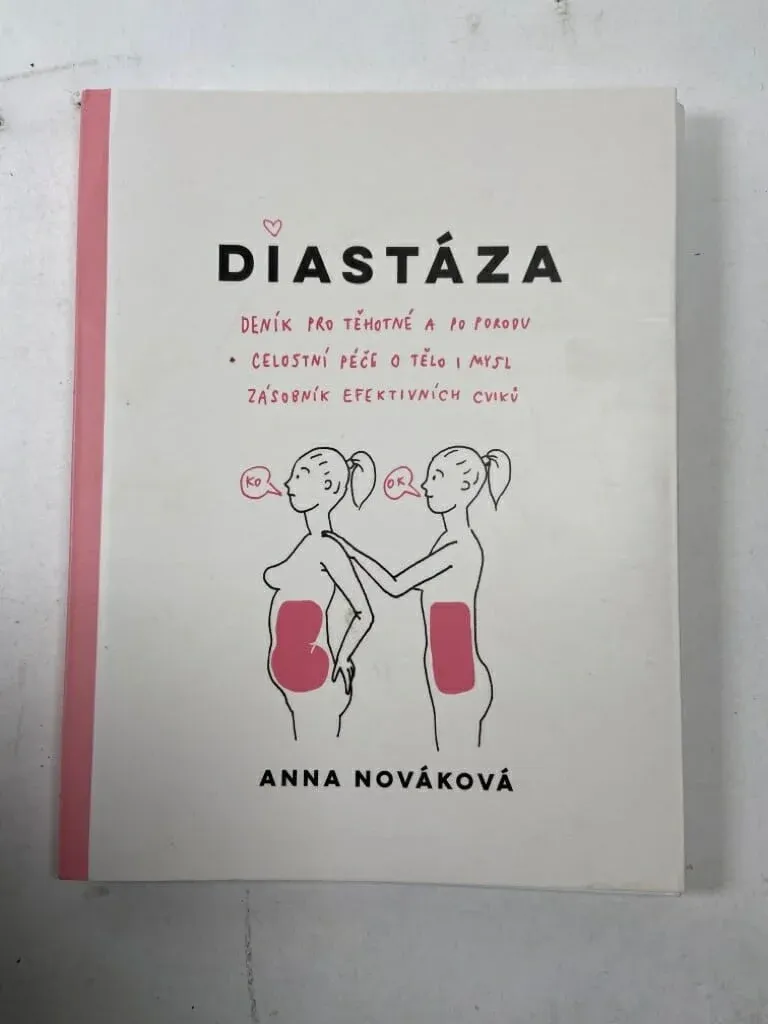 DIASTÁZA
DENÍK PRO TĚHOTNÉ A PO PORODU
• CELOSTNÍ PÉČE O TĚLO I MYSL
ZÁSOBNÍK EFEKTIVNÍCH CVIKŮ
KO
OK
ANNA NOVÁKOVÁ